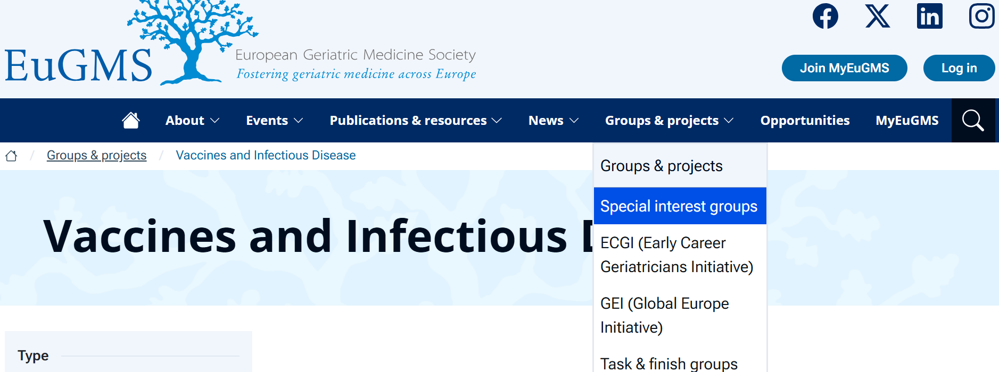 EuGMS
European Geriatric Medicine Society
Fostering geriatric medicine across Europe
Join MyEuGMS
Log in
About
Events
Publications & resources
News
Groups & projects
Opportunities
MyEuGMS
/ Groups & projects / Vaccines and Infectious Disease
Vaccines and Infectious
Groups & projects
Special interest groups
ECGI (Early Career
Geriatricians Initiative)
GEI (Global Europe
Initiative)
Task & finish groups
Type